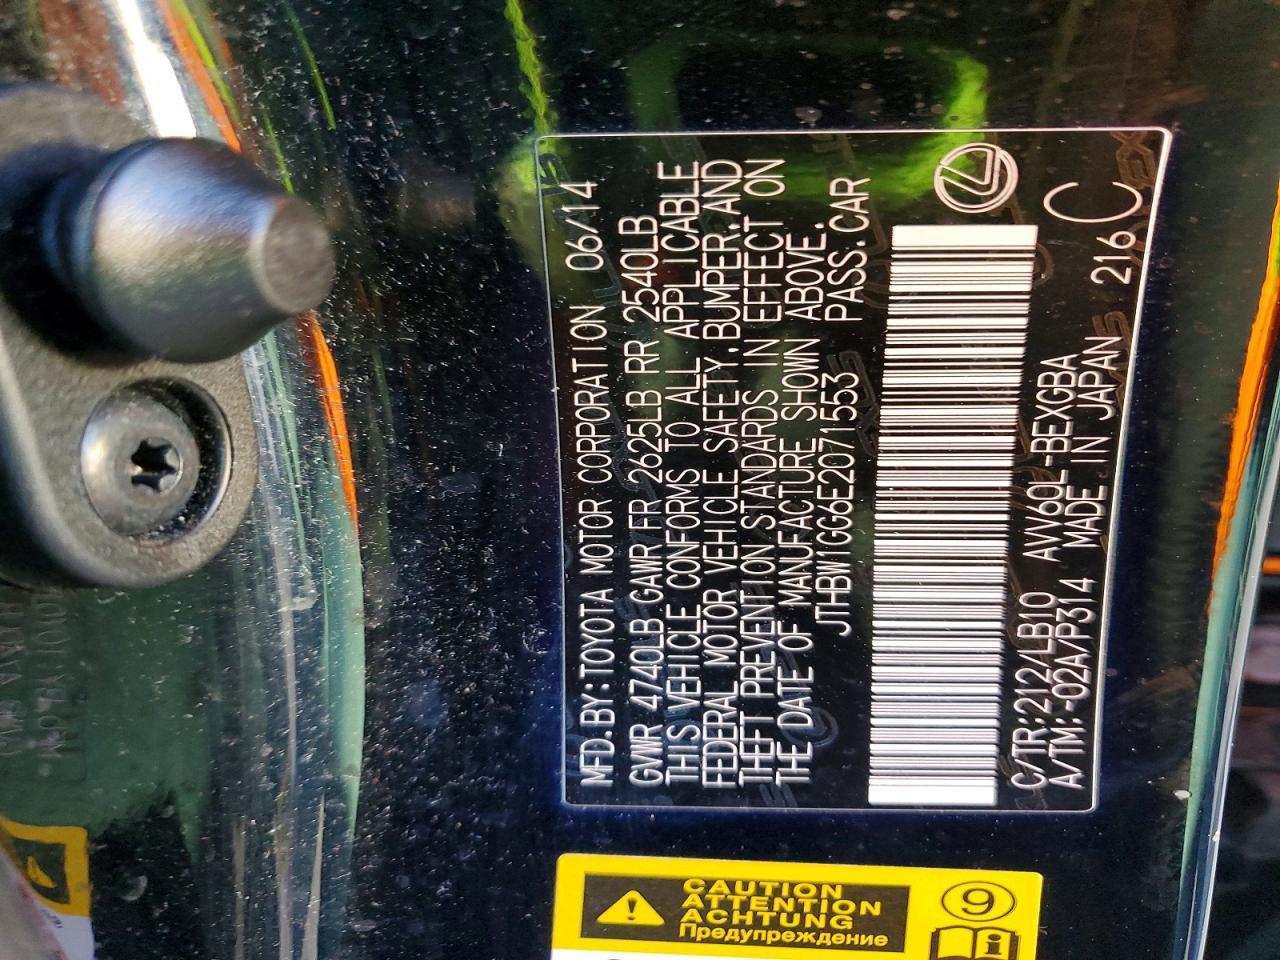 MFD.BY:TOYOTA MOTOR CORPORATION 06/14
GVWR 4740LB GAWR FR 2625LB RR 2540LB
THIS VEHICLE CONFORMS TO ALL APPLICABLE
FEDERAL MOTOR VEHICLE SAFETY,BUMPER,AND
THEFT PREVENTION STANDARDS IN EFFECT ON
THE DATE OF MANUFACTURE SHOWN ABOVE.
JTHBW1GG6E2071553 PASS.CAR
C/TR:212/LB10 AVV60L-BEXGBA
A/TM:-02A/P314 MADE IN JAPAN 216 C
CAUTION
ATTENTION
ACHTUNG
Предупреждение
9
i